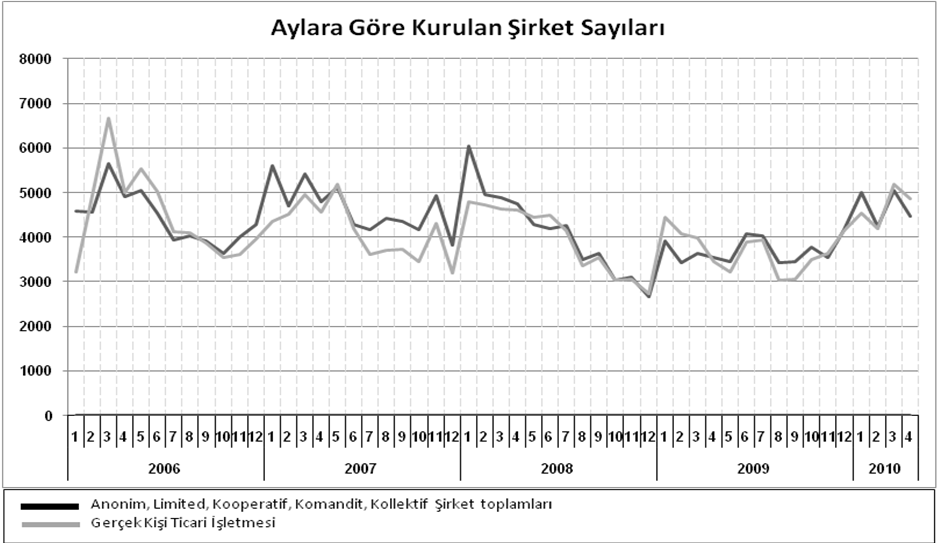 Aylara Göre Kurulan Şirket Sayıları
8000
7000
6000
5000
4000
3000
2000
1000
0
1 2 3 4 5 6 7 8 9 10 11 12 1 2 3 4 5 6 7 8 9 10 11 12 1 2 3 4 5 6 7 8 9 10 11 12 1 2 3 4 5 6 7 8 9 10 11 12 1 2 3 4
2006 2007 2008 2009 2010
Anonim, Limited, Kooperatif, Komandit, Kollektif Şirket toplamları
Gerçek Kişi Ticari İşletmesi